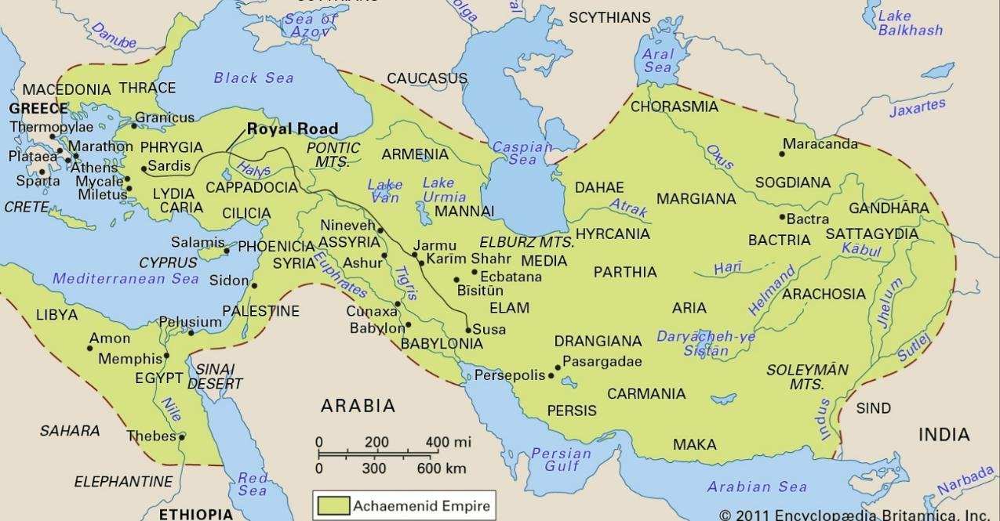 SCYTHIANS
Lake
Balkhash
Sea of
Azov
Danube
Aral
Sea
Black Sea
CAUCASUS
MACEDONIA
THRACE
CHORASMIA
Jaxartes
GREECE
Granicus
Thermopylae
Royal Road
Marathon
PHRYGIA
PONTIC
MTS.
ARMENIA
Caspian
Sea
Oxus
Maracanda
Plataea
Athens
Sardis
Halys
Sparta
Mycale
Miletus
LYDIA
CARIA
CAPPADOCIA
Lake
Van
Lake
Urmia
DAHAE
MARGIANA
SOGDIANA
CRETE
CILICIA
MANNAI
Atrak
Bactra
GANDHĀRA
Nineveh
ASSYRIA
ELBURZ MTS.
HYRCANIA
BACTRIA
SATTAGYDIA
Kābul
Salamis
CYPRUS
PHOENICIA
SYRIA
Ashur
Jarmu
Karīm Shahr
MEDIA
Mediterranean Sea
Sidon
Euphrates
Tigris
Ecbatana
Bīsitūn
PARTHIA
Harī
Helmand
ARACHOSIA
Jhelum
LIBYA
PALESTINE
Cunaxa
ELAM
ARIA
Pelusium
Babylon
Susa
Amon
BABYLONIA
DRANGIANA
Daryācheh-ye
Sīstān
Sutlej
Memphis
Pasargadae
EGYPT
SINAI
DESERT
Persepolis
SOLEYMĀN
MTS.
CARMANIA
Nile
ARABIA
PERSIS
Indus
SIND
SAHARA
Thebes
INDIA
0 200 400 mi
0 300 600 km
MAKA
Persian
Gulf
ELEPHANTINE
Red
Sea
Arabian Sea
Narbada
Achaemenid Empire
ETHIOPIA
© 2011 Encyclopædia Britannica, Inc.